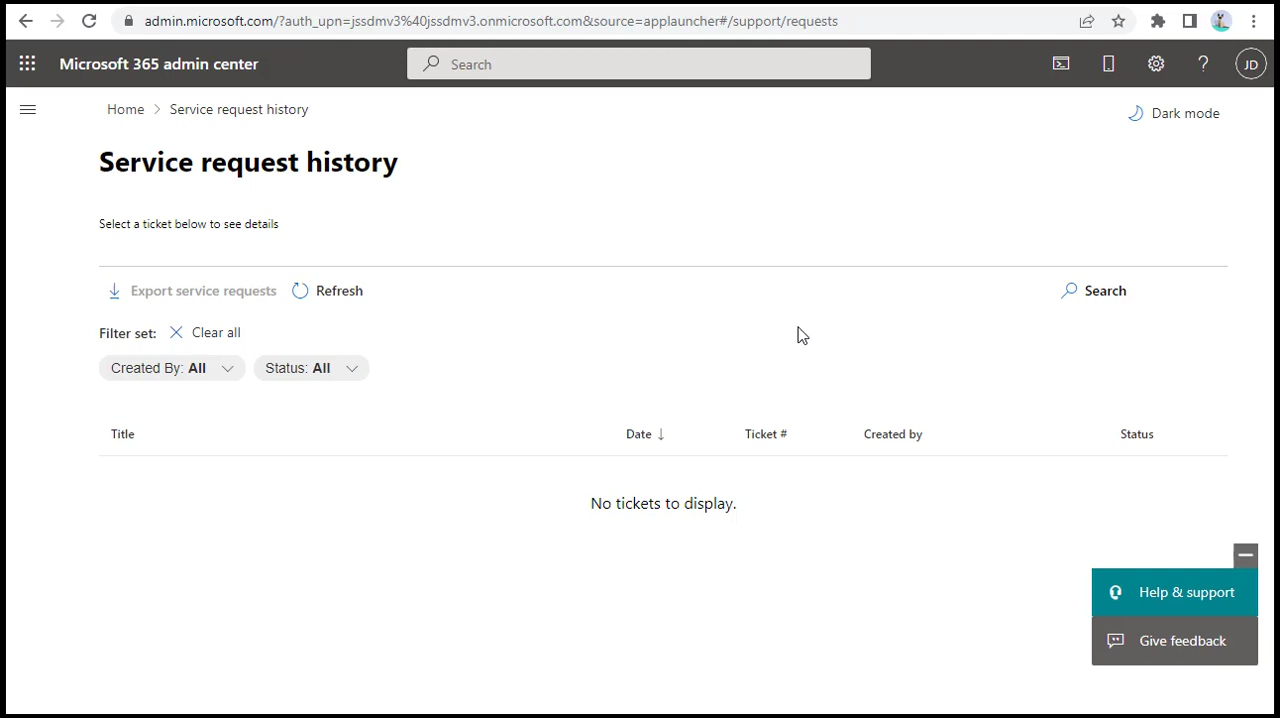 admin.microsoft.com/?auth_upn=jssdmv3%40jssdmv3.onmicrosoft.com&source=applauncher#/support/requests
Microsoft 365 admin center
Search
JD
Home
Service request history
Dark mode
Service request history
Select a ticket below to see details
Export service requests
Refresh
Search
Filter set:
Clear all
Created By: All
Status: All
Title
Date ↓
Ticket #
Created by
Status
No tickets to display.
Help & support
Give feedback